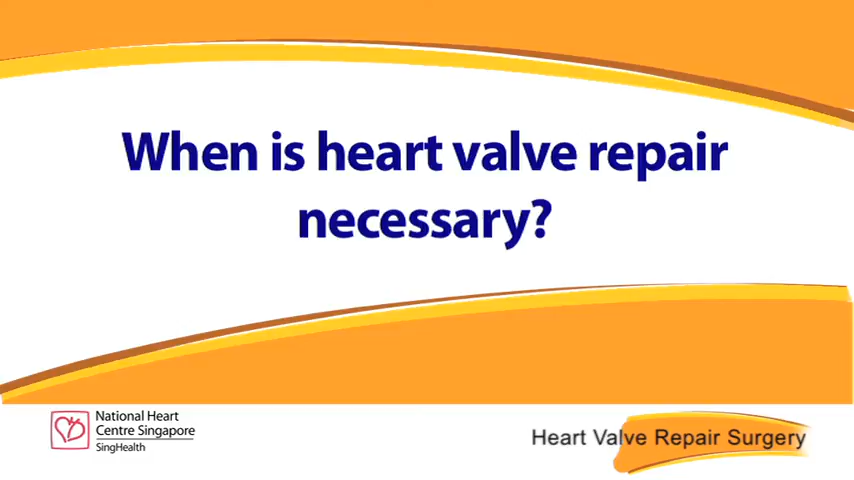 When is heart valve repair
necessary?
National Heart
Centre Singapore
SingHealth
Heart Valve Repair Surgery